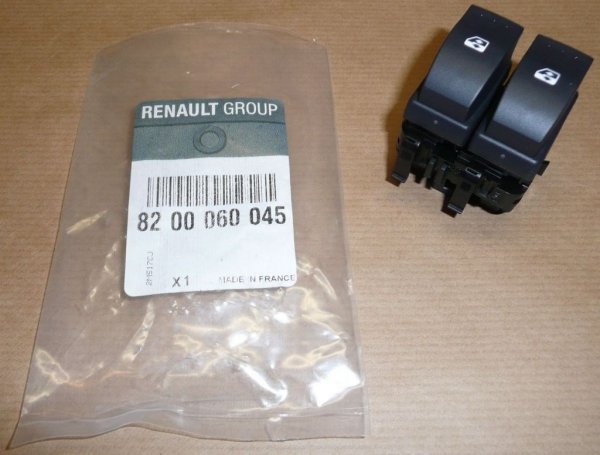 RENAULT GROUP
82 00 060 045
X1 MADE IN FRANCE